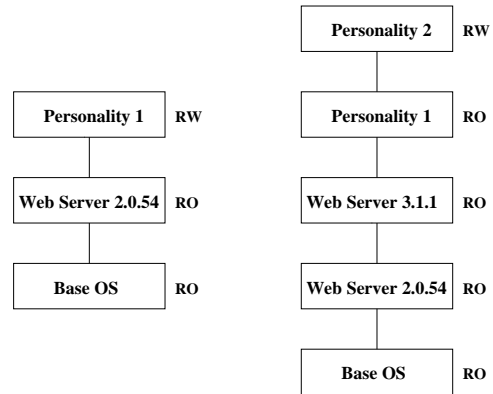 Personality 1 RW
Web Server 2.0.54 RO
Base OS RO
Personality 2 RW
Personality 1 RO
Web Server 3.1.1 RO
Web Server 2.0.54 RO
Base OS RO